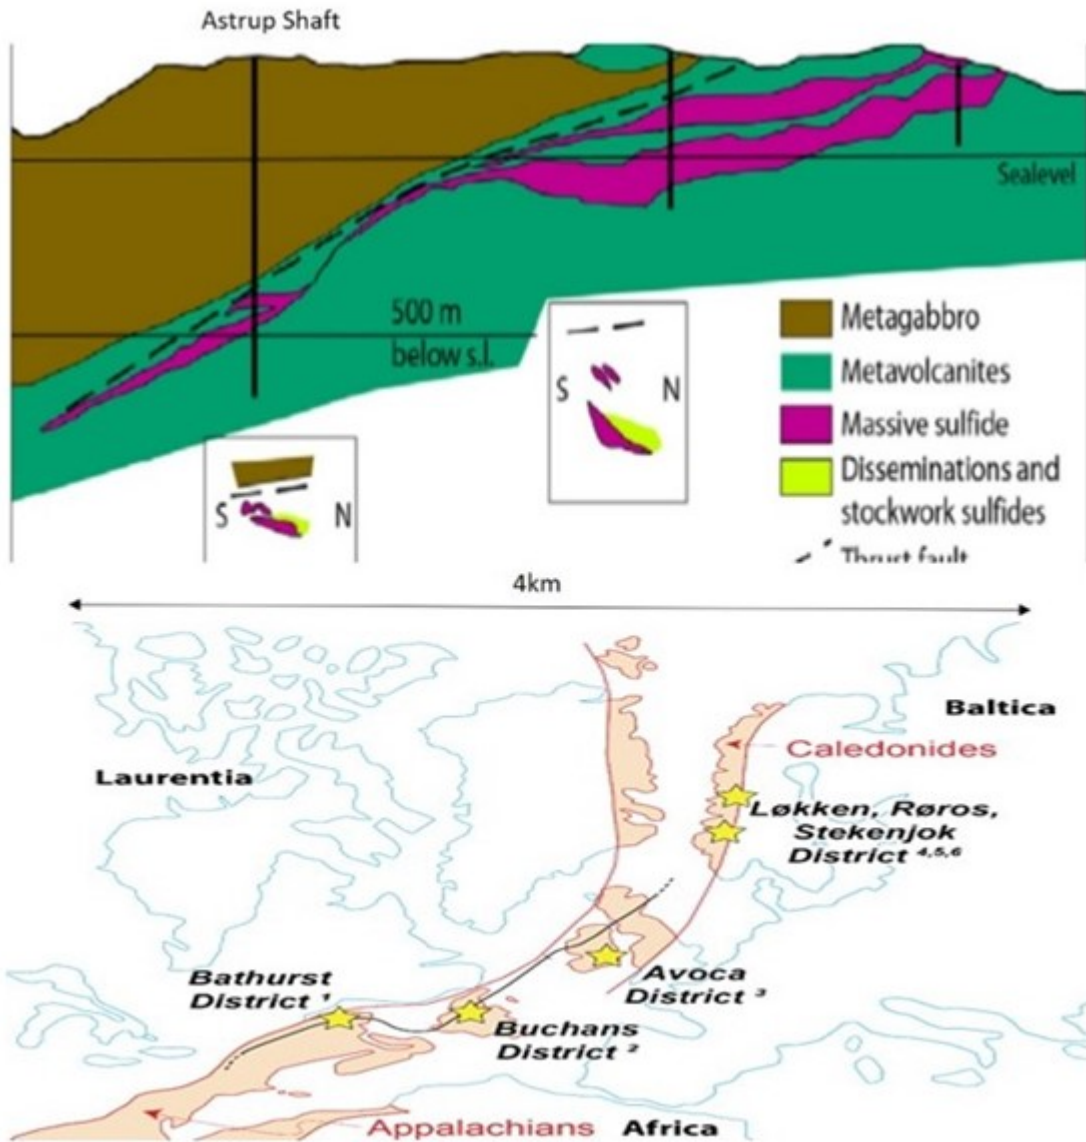 Astrup Shaft
Sealevel
500 m
below s.l.
S N
S N
Metagabbro
Metavolcanites
Massive sulfide
Disseminations and
stockwork sulfides
Thrust fault
4km
Baltica
Caledonides
Laurentia
Løkken, Røros,
Stekenjok
District 4,5,6
Bathurst
District 1
Avoca
District 3
Buchans
District 2
Appalachians
Africa